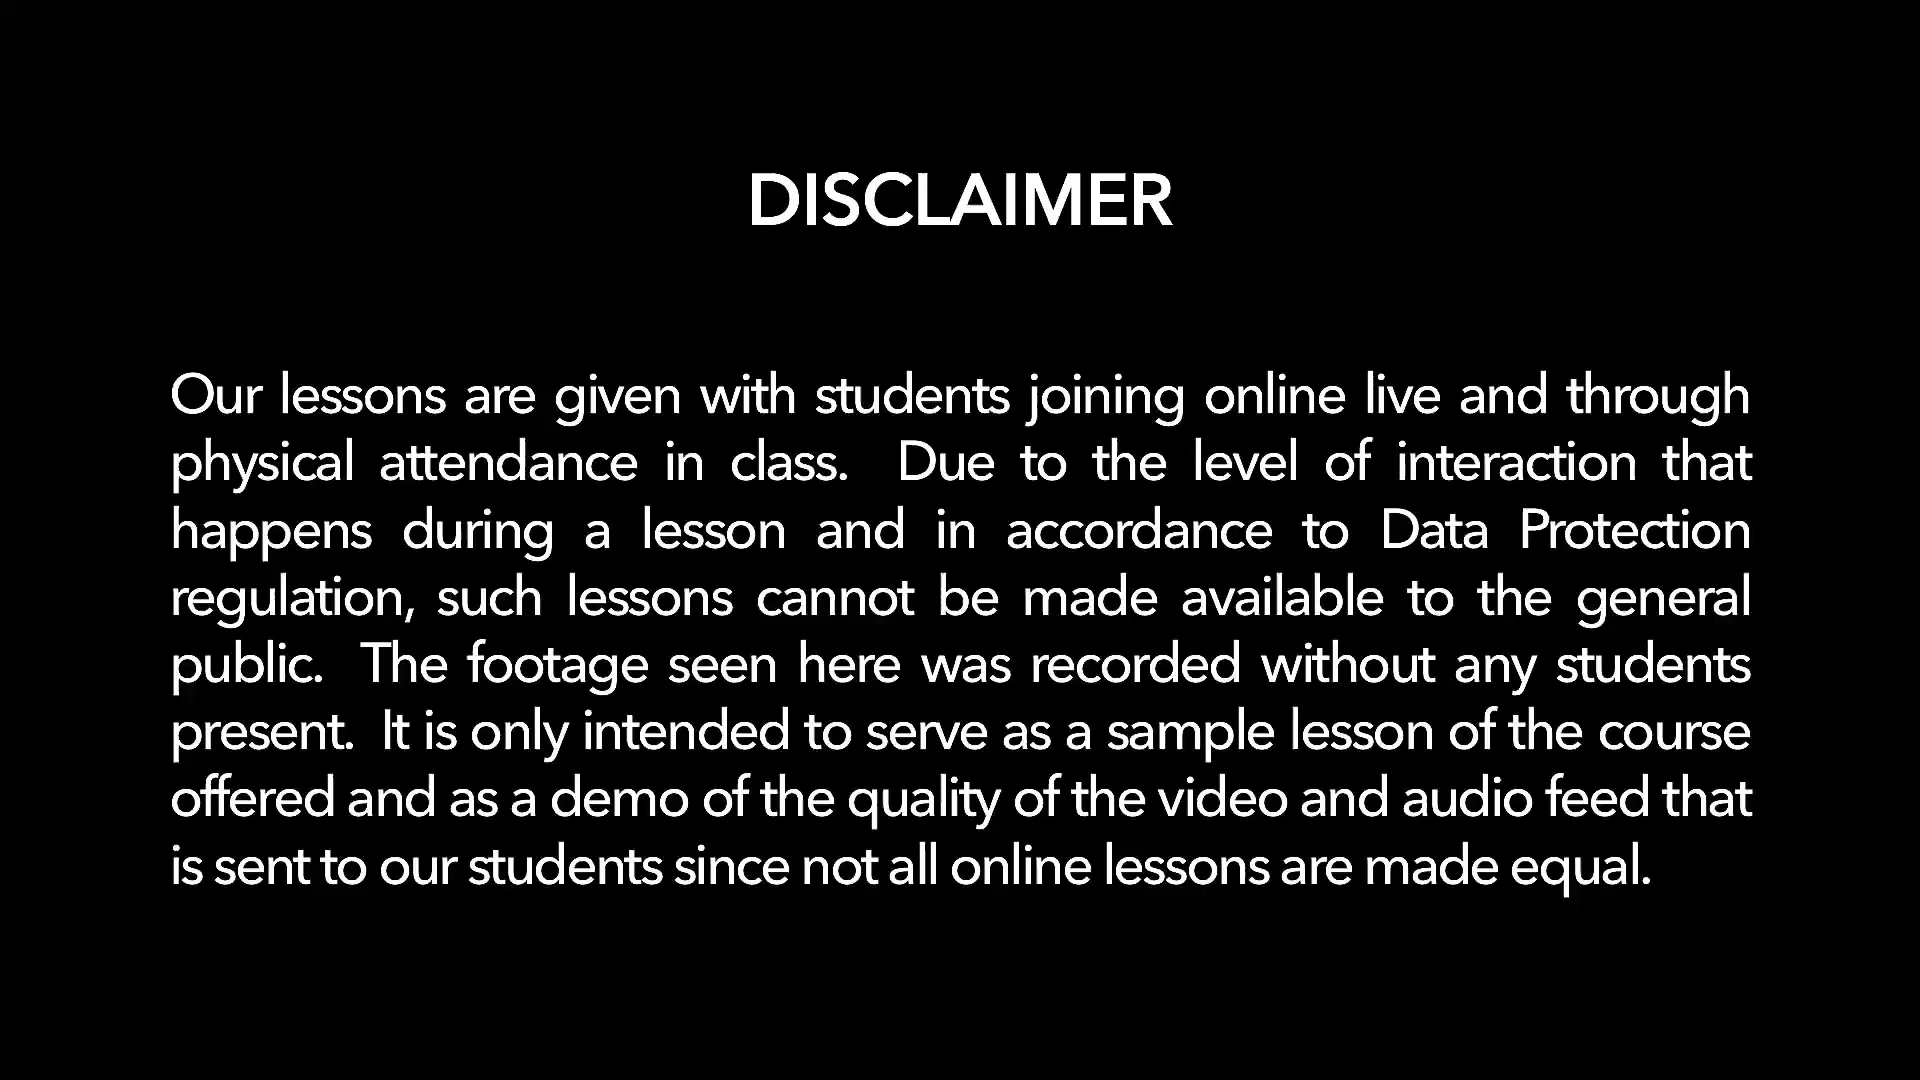 DISCLAIMER
Our lessons are given with students joining online live and through
physical attendance in class.  Due to the level of interaction that
happens during a lesson and in accordance to Data Protection
regulation, such lessons cannot be made available to the general
public.  The footage seen here was recorded without any students
present.  It is only intended to serve as a sample lesson of the course
offered and as a demo of the quality of the video and audio feed that
is sent to our students since not all online lessons are made equal.